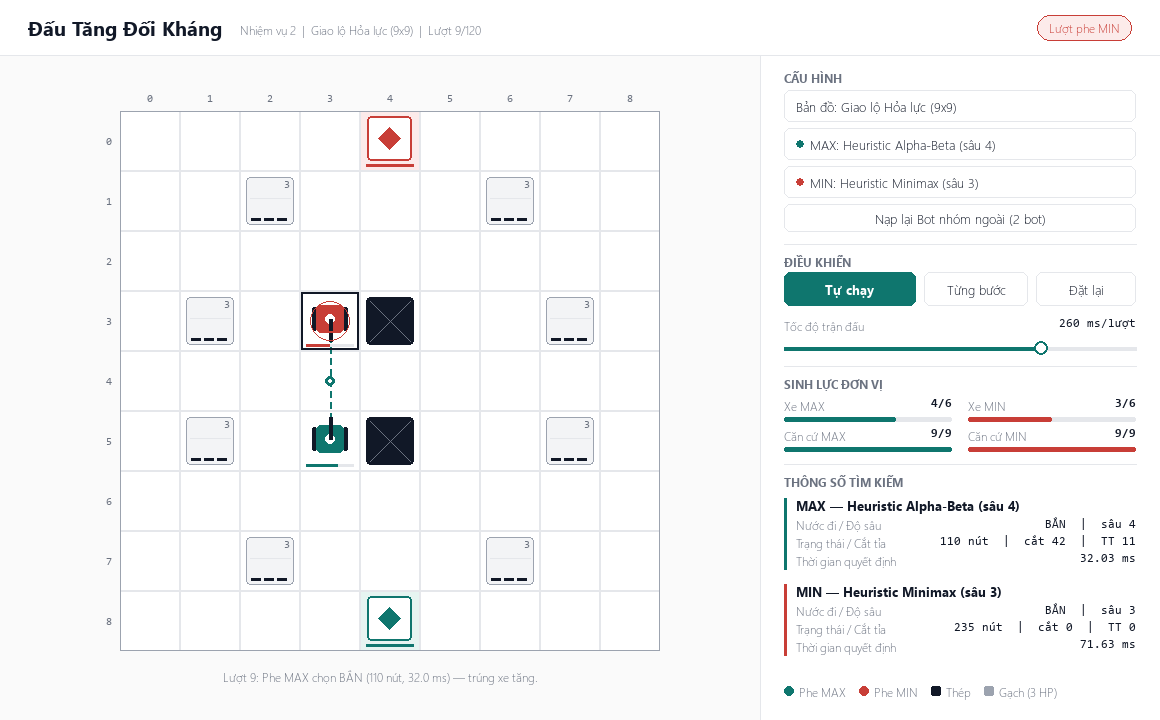 Đấu Tăng Đối Kháng
Nhiệm vụ 2 | Giao lộ Hỏa lực (9x9) | Lượt 9/120
Lượt phe MIN
0 1 2 3 4 5 6 7 8
0
1
3 3
2
3
3 3
4
5
3 3
6
7
3 3
8
Lượt 9: Phe MAX chọn BẮN (110 nút, 32.0 ms) — trúng xe tăng.
CẤU HÌNH
Bản đồ: Giao lộ Hỏa lực (9x9)
MAX: Heuristic Alpha-Beta (sâu 4)
MIN: Heuristic Minimax (sâu 3)
Nạp lại Bot nhóm ngoài (2 bot)
ĐIỀU KHIỂN
Tự chạy Từng bước Đặt lại
Tốc độ trận đấu 260 ms/lượt
SINH LỰC ĐƠN VỊ
Xe MAX 4/6 Xe MIN 3/6
Căn cứ MAX 9/9 Căn cứ MIN 9/9
THÔNG SỐ TÌM KIẾM
MAX — Heuristic Alpha-Beta (sâu 4)
Nước đi / Độ sâu BẮN | sâu 4
Trạng thái / Cắt tỉa 110 nút | cắt 42 | TT 11
Thời gian quyết định 32.03 ms
MIN — Heuristic Minimax (sâu 3)
Nước đi / Độ sâu BẮN | sâu 3
Trạng thái / Cắt tỉa 235 nút | cắt 0 | TT 0
Thời gian quyết định 71.63 ms
Phe MAX Phe MIN Thép Gạch (3 HP)